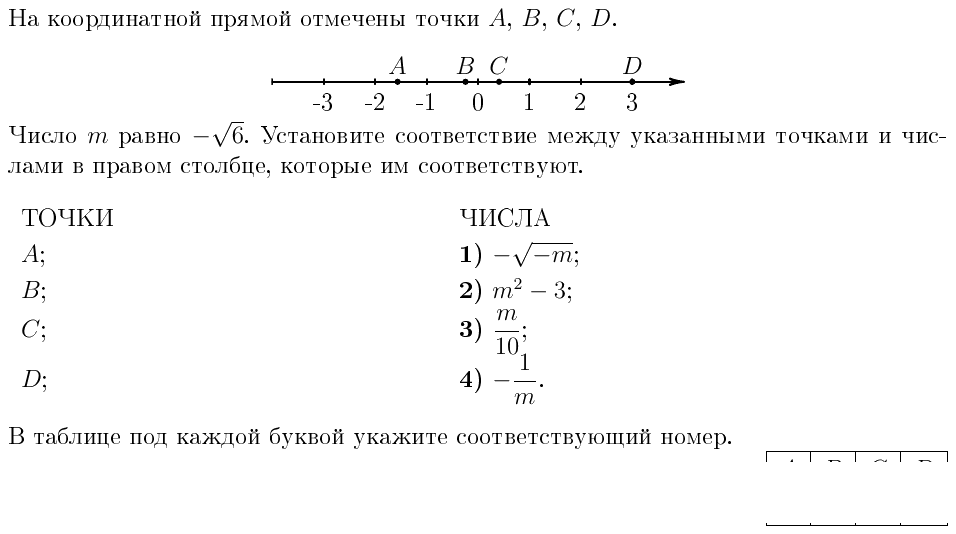 На координатной прямой отмечены точки A, B, C, D.
A B C D
-3 -2 -1 0 1 2 3
Число m равно −√6. Установите соответствие между указанными точками и чис-
лами в правом столбце, которые им соответствуют.
ТОЧКИ ЧИСЛА
A; 1) −√(−m);
B; 2) m² − 3;
C; 3) m/10;
D; 4) −1/m.
В таблице под каждой буквой укажите соответствующий номер.